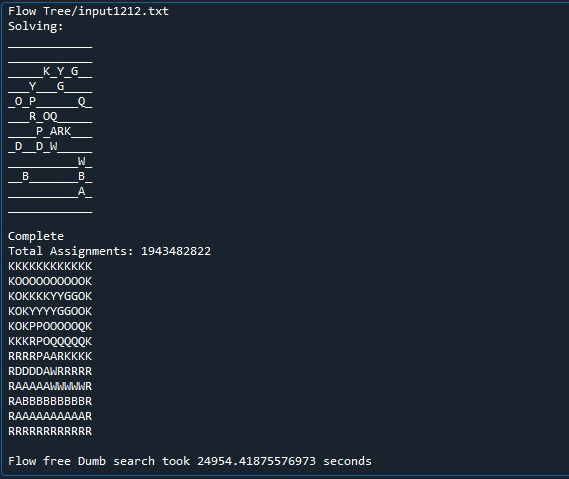 Flow Tree/input1212.txt
Solving:
____________
____________
_____K_Y_G__
___Y___G____
_O_P______Q_
___R_OQ_____
____P_ARK___
_D__D_W_____
__________W_
__B_______B_
__________A_
____________
Complete
Total Assignments: 1943482822
KKKKKKKKKKKK
KOOOOOOOOOOK
KOKKKKYYGGOK
KOKYYYYGGOOK
KOKPPOOOOOQK
KKKRPOQQQQQK
RRRRPAARKKKK
RDDDDAWRRRRR
RAAAAAWWWWWR
RABBBBBBBBBR
RAAAAAAAAAAR
RRRRRRRRRRRR
Flow free Dumb search took 24954.41875576973 seconds